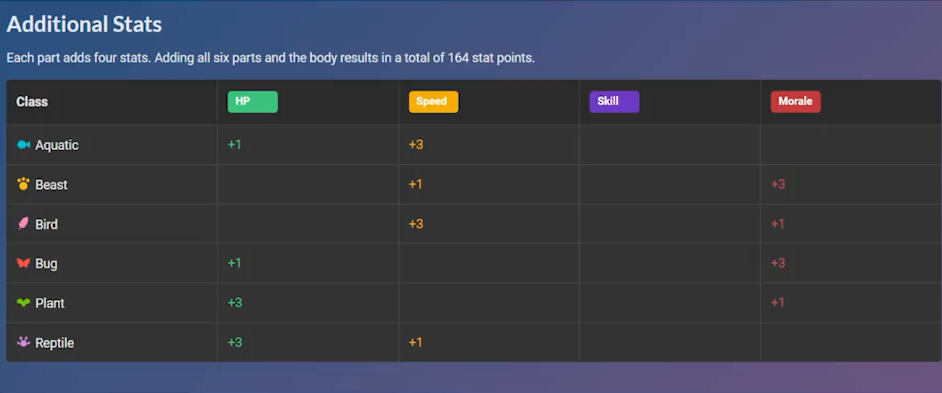 Additional Stats
Each part adds four stats. Adding all six parts and the body results in a total of 164 stat points.
Class HP Speed Skill Morale
Aquatic +1 +3
Beast +1 +3
Bird +3 +1
Bug +1 +3
Plant +3 +1
Reptile +3 +1